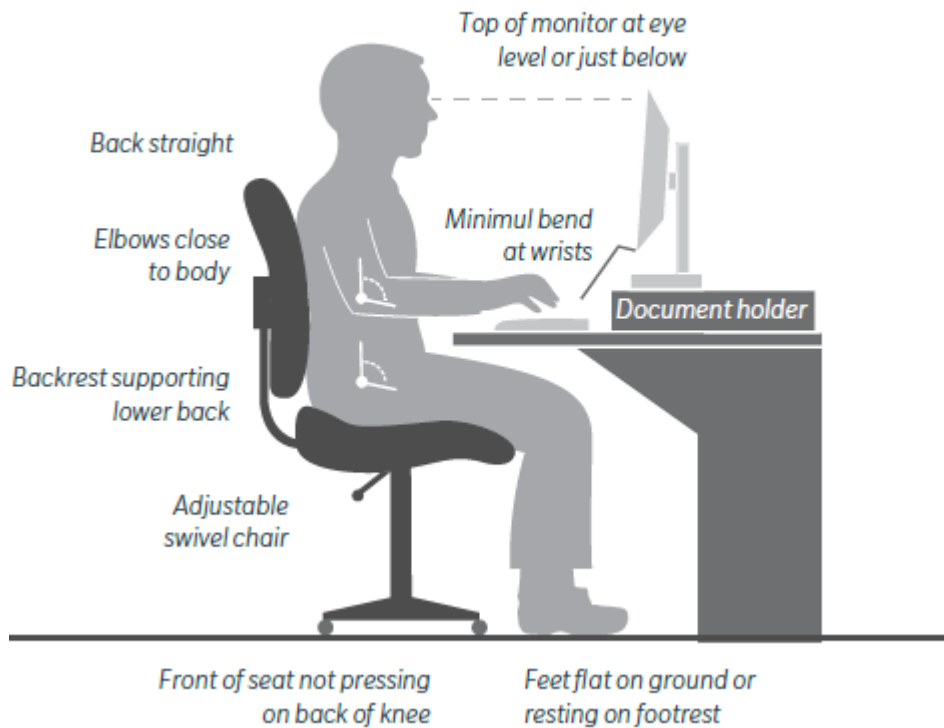 Top of monitor at eye
level or just below
Back straight
Minimul bend
at wrists
Elbows close
to body
Document holder
Backrest supporting
lower back
Adjustable
swivel chair
Front of seat not pressing
on back of knee
Feet flat on ground or
resting on footrest